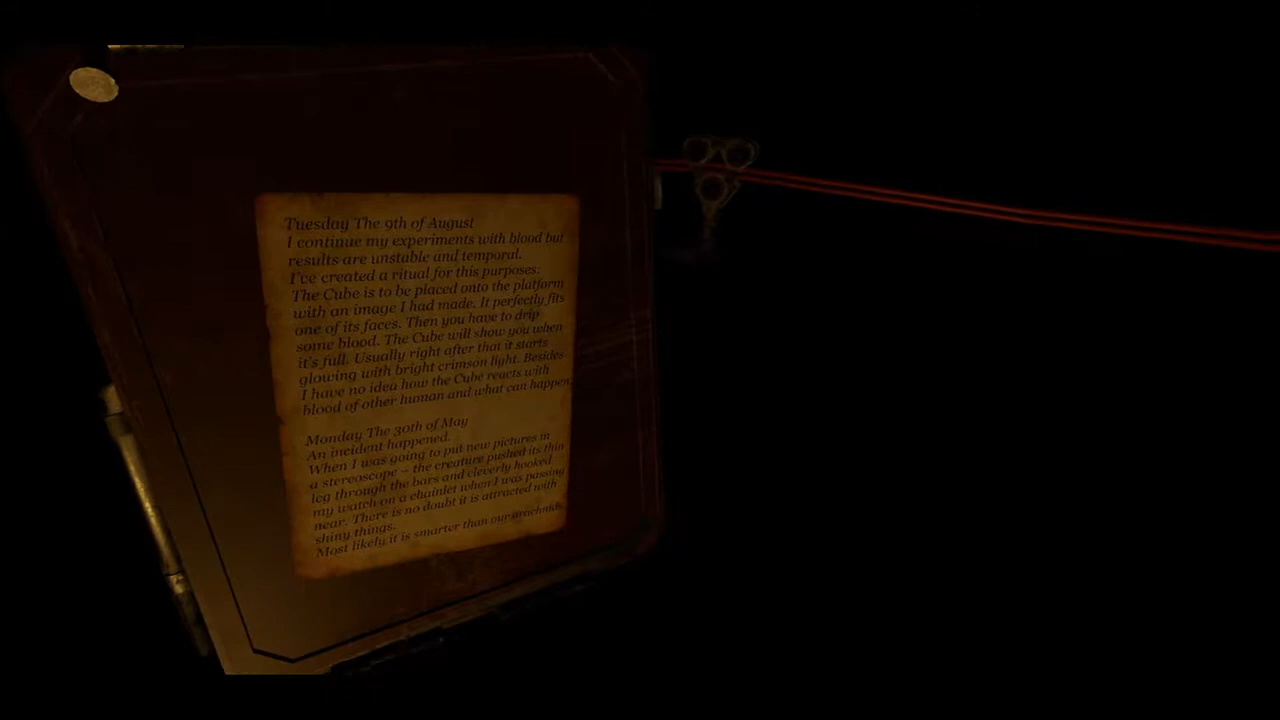 Tuesday The 9th of August
I continue my experiments with blood but
results are unstable and temporal.
I've created a ritual for this purposes:
The Cube is to be placed onto the platform
with an image I had made. It perfectly fits
one of its faces. Then you have to drip
some blood. The Cube will show you when
it's full. Usually right after that it starts
glowing with bright crimson light. Besides
I have no idea how the Cube reacts with
blood of other human and what can happen.
Monday The 30th of May
An incident happened.
When I was going to put new pictures in
a stereoscope – the creature pushed its thin
leg through the bars and cleverly hooked
my watch on a chainlet when I was passing
near. There is no doubt it is attracted with
shiny things.
Most likely it is smarter than our arachnids.